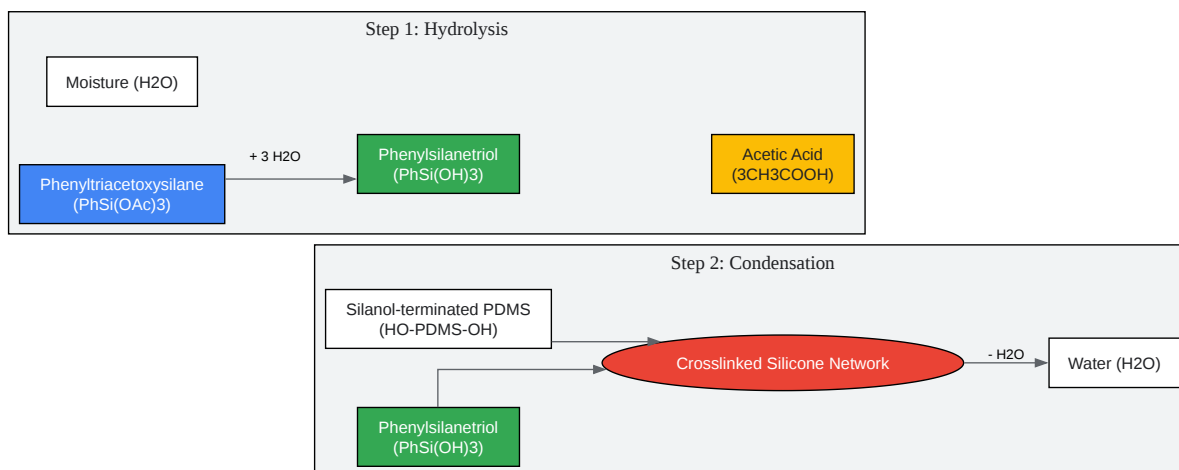 Step 1: Hydrolysis
Moisture (H2O)
Phenyltriacetoxysilane
(PhSi(OAc)3)
+ 3 H2O
Phenylsilanetriol
(PhSi(OH)3)
Acetic Acid
(3CH3COOH)
Step 2: Condensation
Silanol-terminated PDMS
(HO-PDMS-OH)
Phenylsilanetriol
(PhSi(OH)3)
Crosslinked Silicone Network
- H2O
Water (H2O)